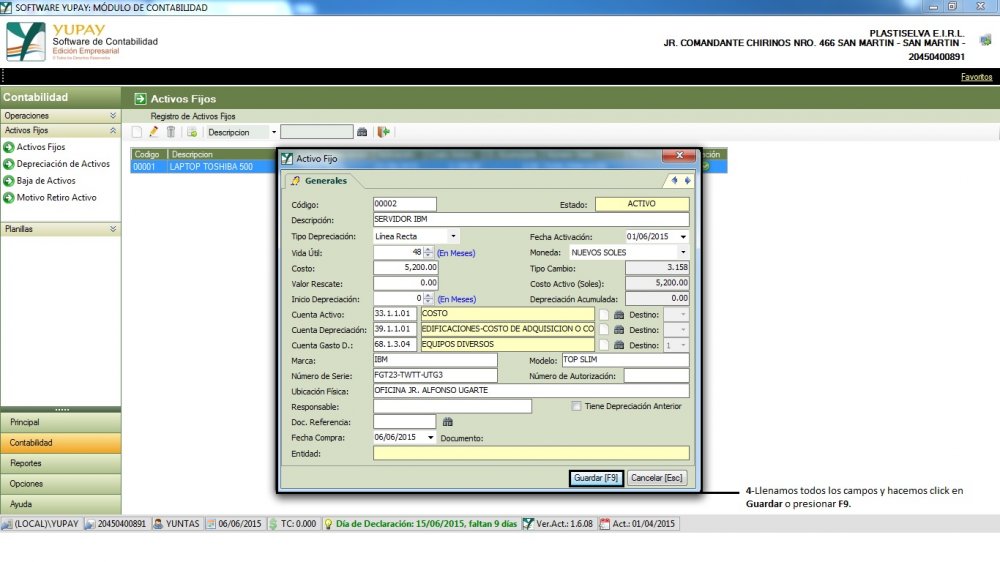 SOFTWARE YUPAY: MÓDULO DE CONTABILIDAD
YUPAY
Software de Contabilidad
Edición Empresarial
PLASTISELVA E.I.R.L.
JR. COMANDANTE CHIRINOS NRO. 466 SAN MARTIN - SAN MARTIN -
20450400891
Favoritos
Contabilidad
Activos Fijos
Operaciones
Registro de Activos Fijos
Activos Fijos
Descripcion
Activos Fijos
Depreciación de Activos
Baja de Activos
Motivo Retiro Activo
Planillas
Codigo Descripcion
00001 LAPTOP TOSHIBA 500
Activo Fijo
Generales
Código: 00002 Estado: ACTIVO
Descripción: SERVIDOR IBM
Tipo Depreciación: Línea Recta Fecha Activación: 01/06/2015
Vida Útil: 48 (En Meses) Moneda: NUEVOS SOLES
Costo: 5,200.00 Tipo Cambio: 3.158
Valor Rescate: 0.00 Costo Activo (Soles): 5,200.00
Inicio Depreciación: 0 (En Meses) Depreciación Acumulada: 0.00
Cuenta Activo: 33.1.1.01 COSTO Destino:
Cuenta Depreciación: 39.1.1.01 EDIFICACIONES-COSTO DE ADQUISICION O CO Destino:
Cuenta Gasto D.: 68.1.3.04 EQUIPOS DIVERSOS Destino: 1
Marca: IBM Modelo: TOP SLIM
Número de Serie: FGT23-TWTT-UTG3 Número de Autorización:
Ubicación Física: OFICINA JR. ALFONSO UGARTE
Responsable: Tiene Depreciación Anterior
Doc. Referencia:
Fecha Compra: 06/06/2015 Documento:
Entidad:
Guardar [F9] Cancelar [Esc]
4-Llenamos todos los campos y hacemos click en
Guardar o presionar F9.
Principal
Contabilidad
Reportes
Opciones
Ayuda
(LOCAL)\YUPAY 20450400891 YUNTAS 06/06/2015 TC: 0.000 Día de Declaración: 15/06/2015, faltan 9 días Ver.Act.: 1.6.08 Act.: 01/04/2015